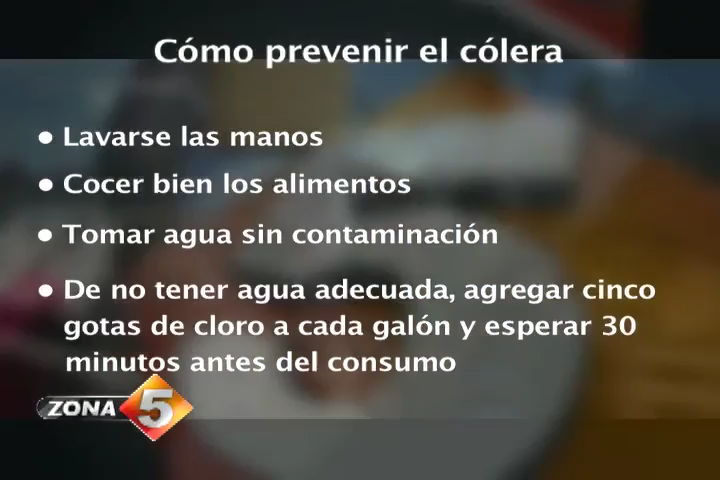 Cómo prevenir el cólera
• Lavarse las manos
• Cocer bien los alimentos
• Tomar agua sin contaminación
• De no tener agua adecuada, agregar cinco
gotas de cloro a cada galón y esperar 30
minutos antes del consumo
ZONA 5